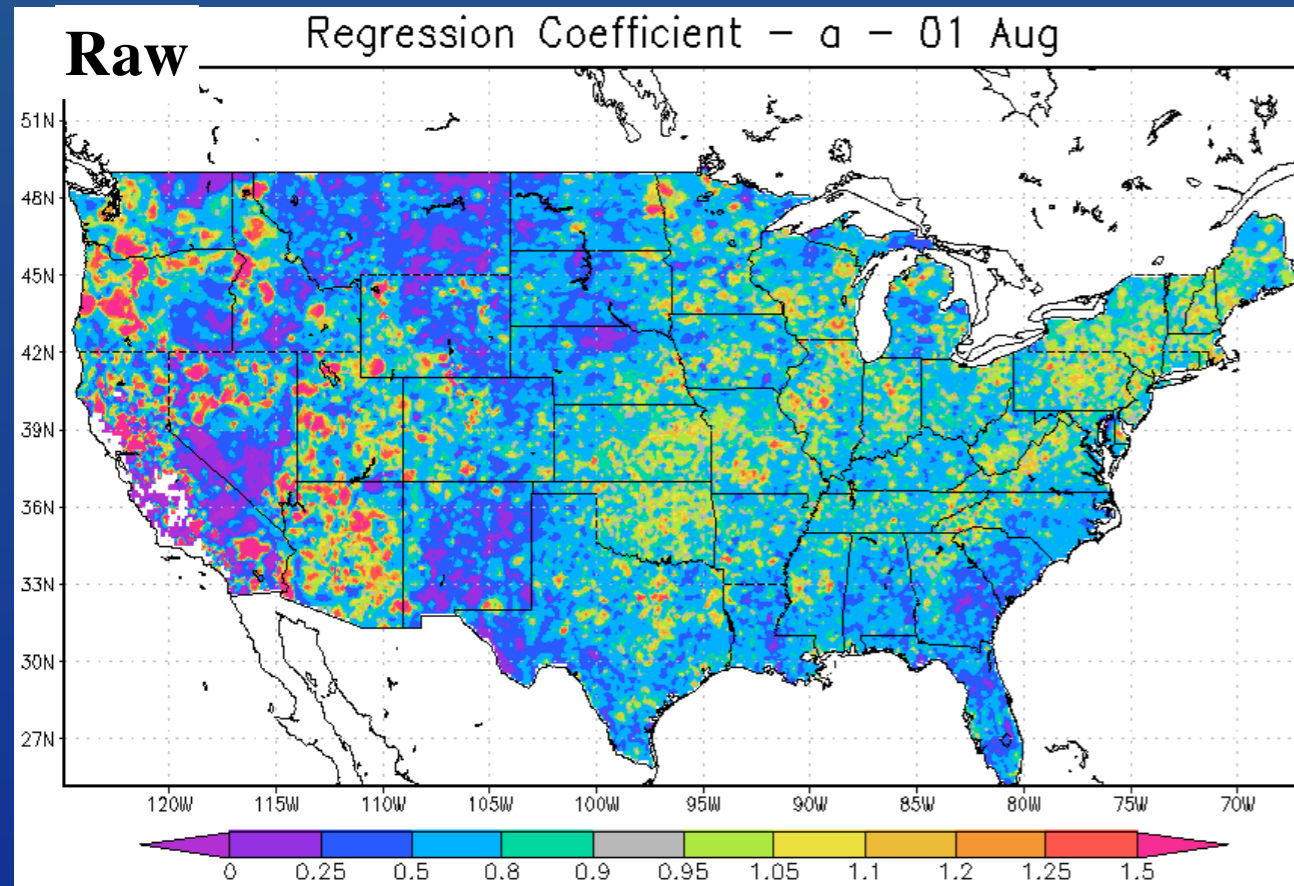 Raw
Regression Coefficient – a – 01 Aug
51N
48N
45N
42N
39N
36N
33N
30N
27N
120W 115W 110W 105W 100W 95W 90W 85W 80W 75W 70W
0 0.25 0.5 0.8 0.9 0.95 1.05 1.1 1.2 1.25 1.5